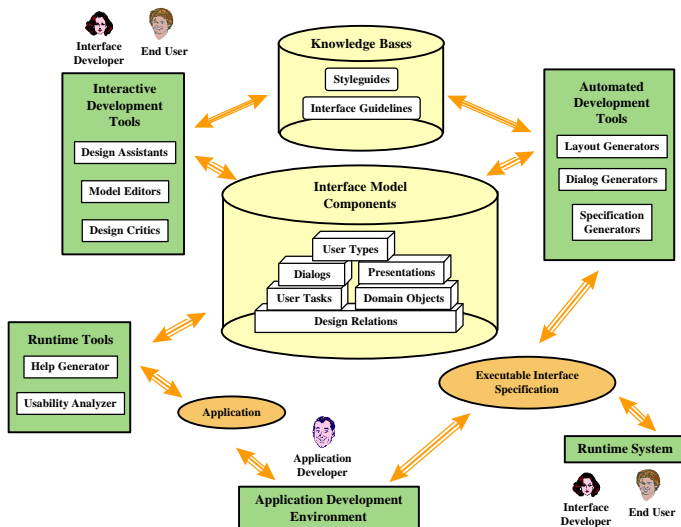 Interface
Developer
End User
Knowledge Bases
Styleguides
Interface Guidelines
Interactive
Development
Tools
Design Assistants
Model Editors
Design Critics
Automated
Development
Tools
Layout Generators
Dialog Generators
Specification
Generators
Interface Model
Components
User Types
Dialogs
Presentations
User Tasks
Domain Objects
Design Relations
Runtime Tools
Help Generator
Usability Analyzer
Application
Executable Interface
Specification
Application
Developer
Runtime System
Application Development
Environment
Interface
Developer
End User